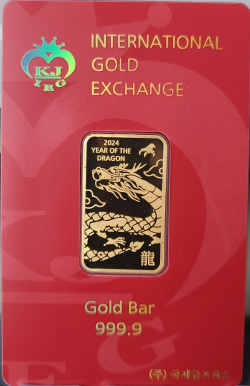 KJ
IEG
INTERNATIONAL
GOLD
EXCHANGE
2024
YEAR OF THE
DRAGON
龍
Gold Bar
999.9
(주) 국제금거래소